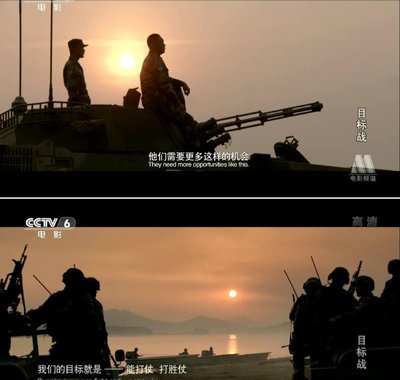 电影
他们需要更多这样的机会
They need more opportunities like this.
目标战
电影频道
CCTV 6
电影
高清
目标战
我们的目标就是——能打仗 打胜仗